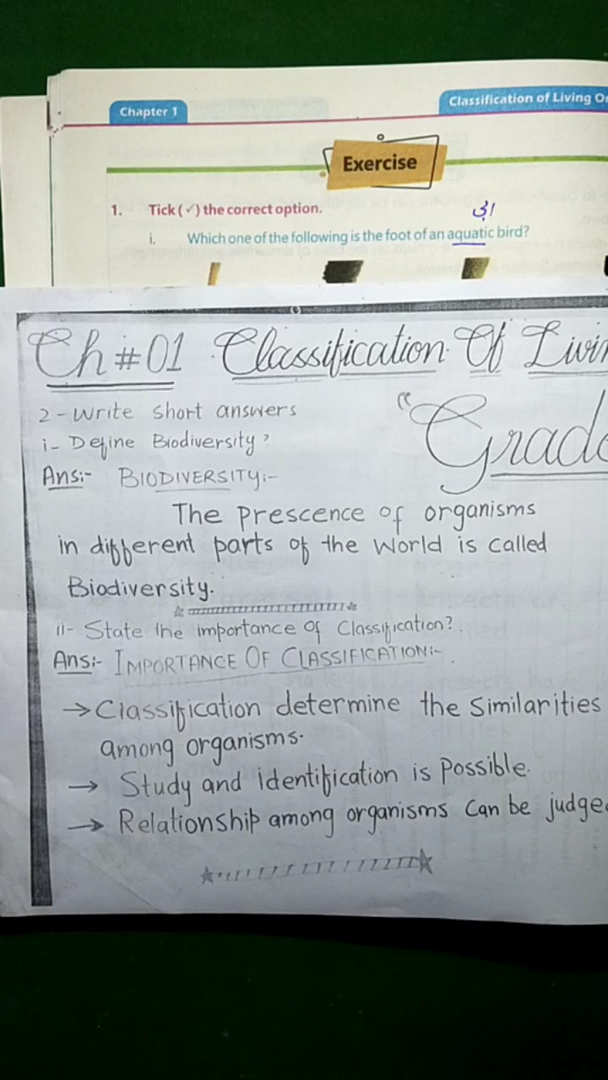 Chapter 1
Classification of Living O
Exercise
1. Tick (✓) the correct option.
i. Which one of the following is the foot of an aquatic bird?
Ch # 01 Classification Of Livin
2 - Write short answers
i - Define Biodiversity?
"Grade
Ans:- BIODIVERSITY:-
The prescence of organisms
in different parts of the world is called
Biodiversity.
ii- State the importance of Classification?.
Ans:- IMPORTANCE OF CLASSIFICATION:-
→ Classification determine the similarities
among organisms.
→ Study and identification is possible.
→ Relationship among organisms can be judge